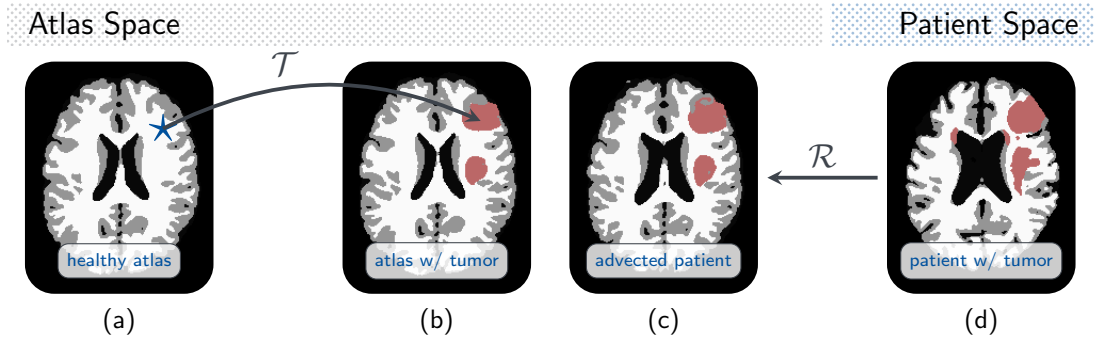 Atlas Space
Patient Space
𝒯
ℛ
healthy atlas
atlas w/ tumor
advected patient
patient w/ tumor
(a)
(b)
(c)
(d)